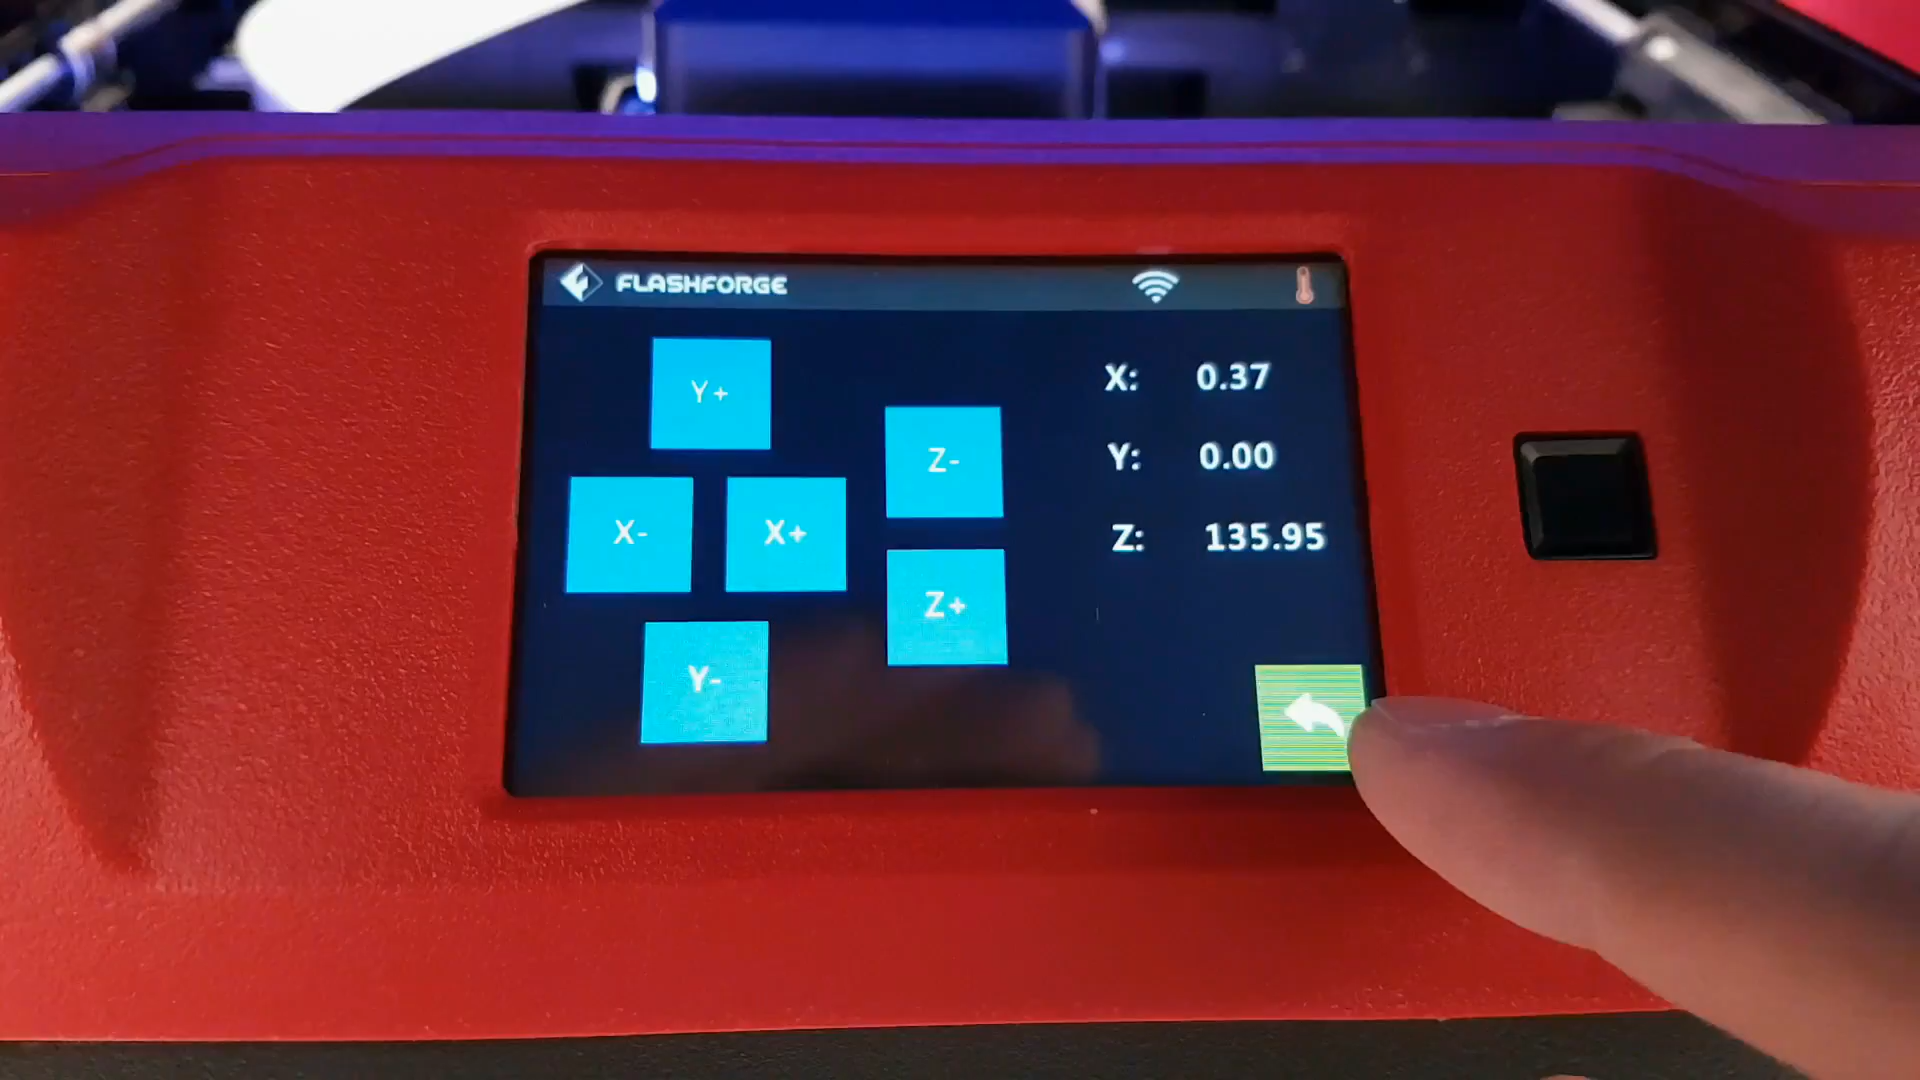 FLASHFORGE
Y+
X-
X+
Y-
Z-
Z+
X: 0.37
Y: 0.00
Z: 135.95